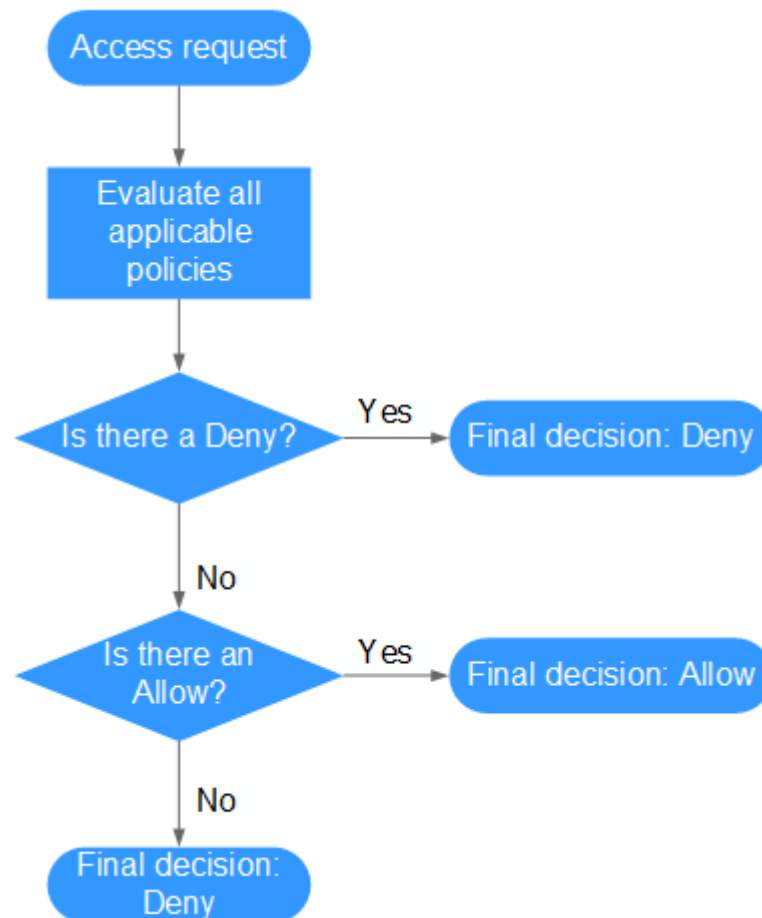 Access request
Evaluate all
applicable
policies
Is there a Deny?
Yes
Final decision: Deny
No
Is there an
Allow?
Yes
Final decision: Allow
No
Final decision:
Deny